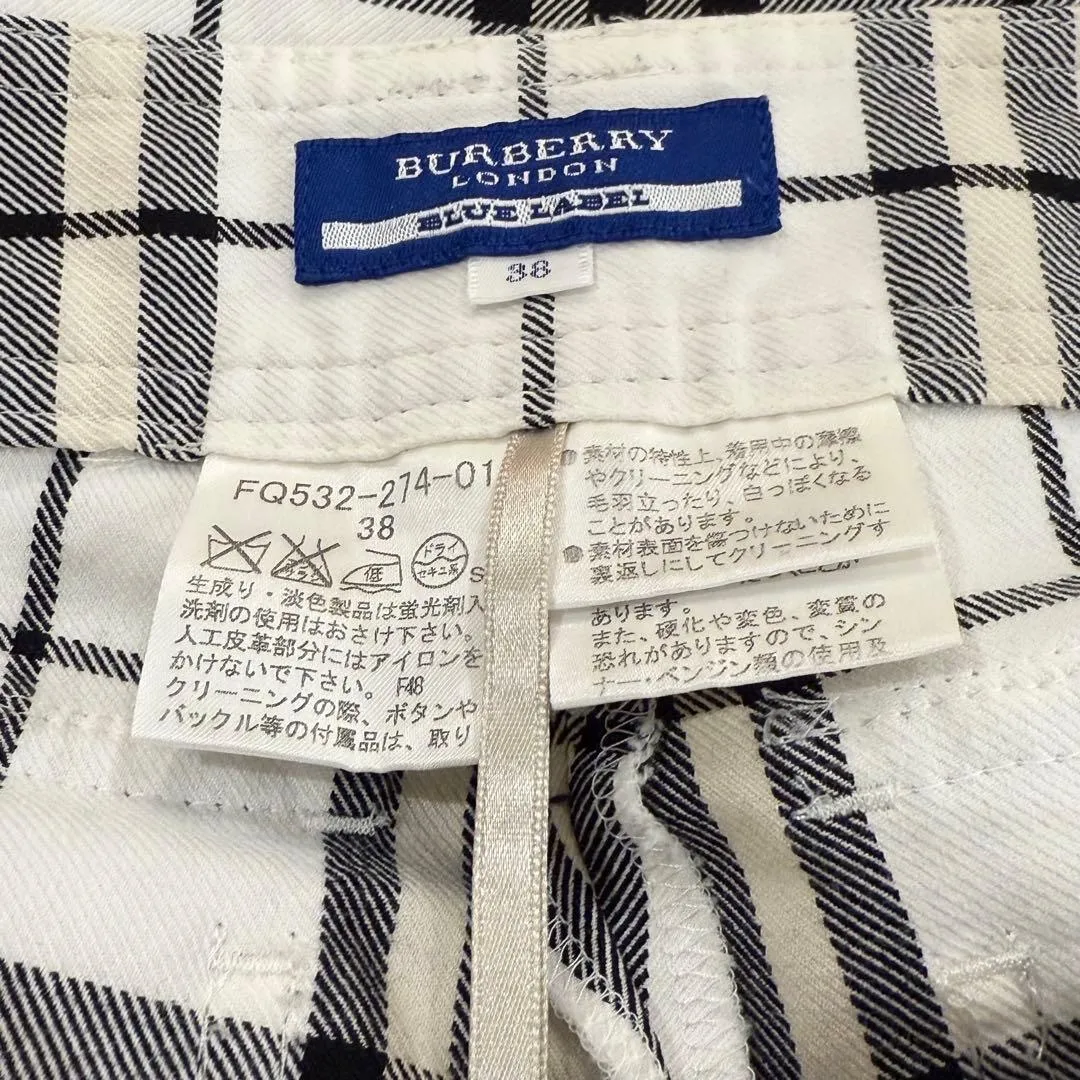 BURBERRY
LONDON
BLUE LABEL
38
FQ532-274-01
38
ドライ
セキユ系
低
生成り・淡色製品は蛍光剤入
洗剤の使用はおさけ下さい。
人工皮革部分にはアイロンを
かけないで下さい。 F48
クリーニングの際、ボタンや
バックル等の付属品は、取り
●素材の特性上、着用中の摩擦
やクリーニングなどにより、
毛羽立ったり、白っぽくなる
ことがあります。
●素材表面を傷つけないために
裏返しにしてクリーニングす
あります。
また、硬化や変色、変質の
恐れがありますので、シン
ナー・ベンジン類の使用及